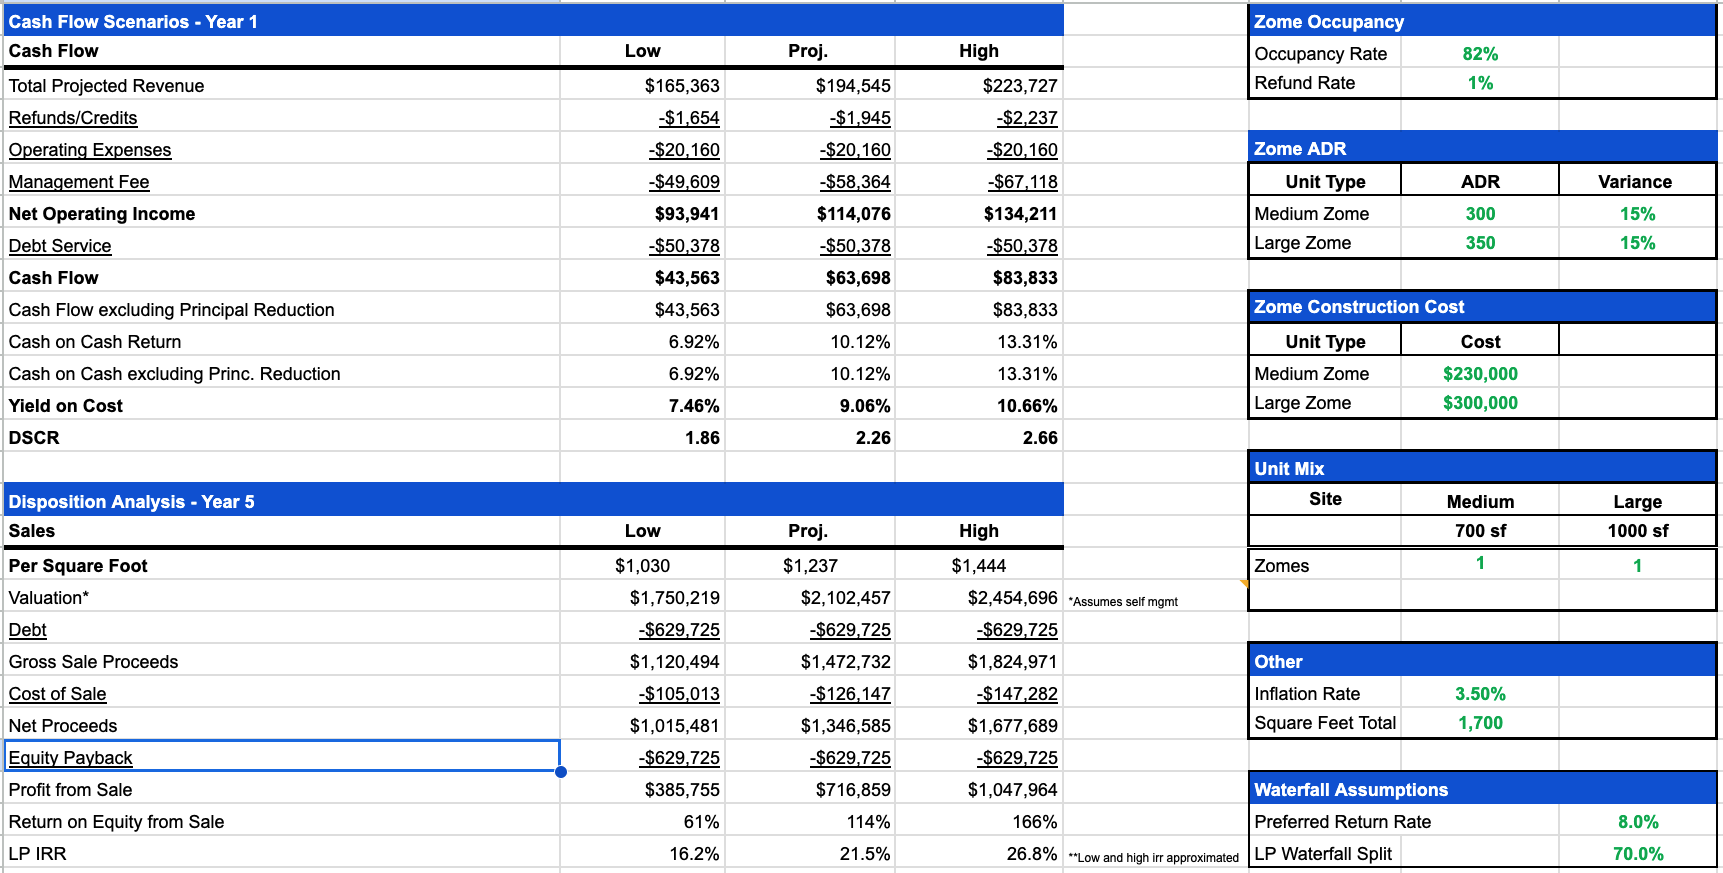 Cash Flow Scenarios - Year 1
Cash Flow Low Proj. High
Total Projected Revenue $165,363 $194,545 $223,727
Refunds/Credits -$1,654 -$1,945 -$2,237
Operating Expenses -$20,160 -$20,160 -$20,160
Management Fee -$49,609 -$58,364 -$67,118
Net Operating Income $93,941 $114,076 $134,211
Debt Service -$50,378 -$50,378 -$50,378
Cash Flow $43,563 $63,698 $83,833
Cash Flow excluding Principal Reduction $43,563 $63,698 $83,833
Cash on Cash Return 6.92% 10.12% 13.31%
Cash on Cash excluding Princ. Reduction 6.92% 10.12% 13.31%
Yield on Cost 7.46% 9.06% 10.66%
DSCR 1.86 2.26 2.66
Disposition Analysis - Year 5
Sales Low Proj. High
Per Square Foot $1,030 $1,237 $1,444
Valuation* $1,750,219 $2,102,457 $2,454,696 *Assumes self mgmt
Debt -$629,725 -$629,725 -$629,725
Gross Sale Proceeds $1,120,494 $1,472,732 $1,824,971
Cost of Sale -$105,013 -$126,147 -$147,282
Net Proceeds $1,015,481 $1,346,585 $1,677,689
Equity Payback -$629,725 -$629,725 -$629,725
Profit from Sale $385,755 $716,859 $1,047,964
Return on Equity from Sale 61% 114% 166%
LP IRR 16.2% 21.5% 26.8% **Low and high irr approximated
Zome Occupancy
Occupancy Rate 82%
Refund Rate 1%
Zome ADR
Unit Type ADR Variance
Medium Zome 300 15%
Large Zome 350 15%
Zome Construction Cost
Unit Type Cost
Medium Zome $230,000
Large Zome $300,000
Unit Mix
Site Medium Large
700 sf 1000 sf
Zomes 1 1
Other
Inflation Rate 3.50%
Square Feet Total 1,700
Waterfall Assumptions
Preferred Return Rate 8.0%
LP Waterfall Split 70.0%